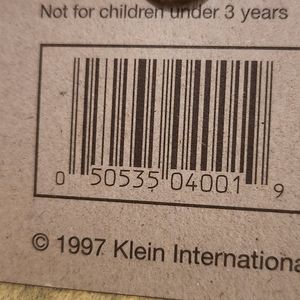 Not for children under 3 years
0 50535 04001 9
© 1997 Klein Internationa